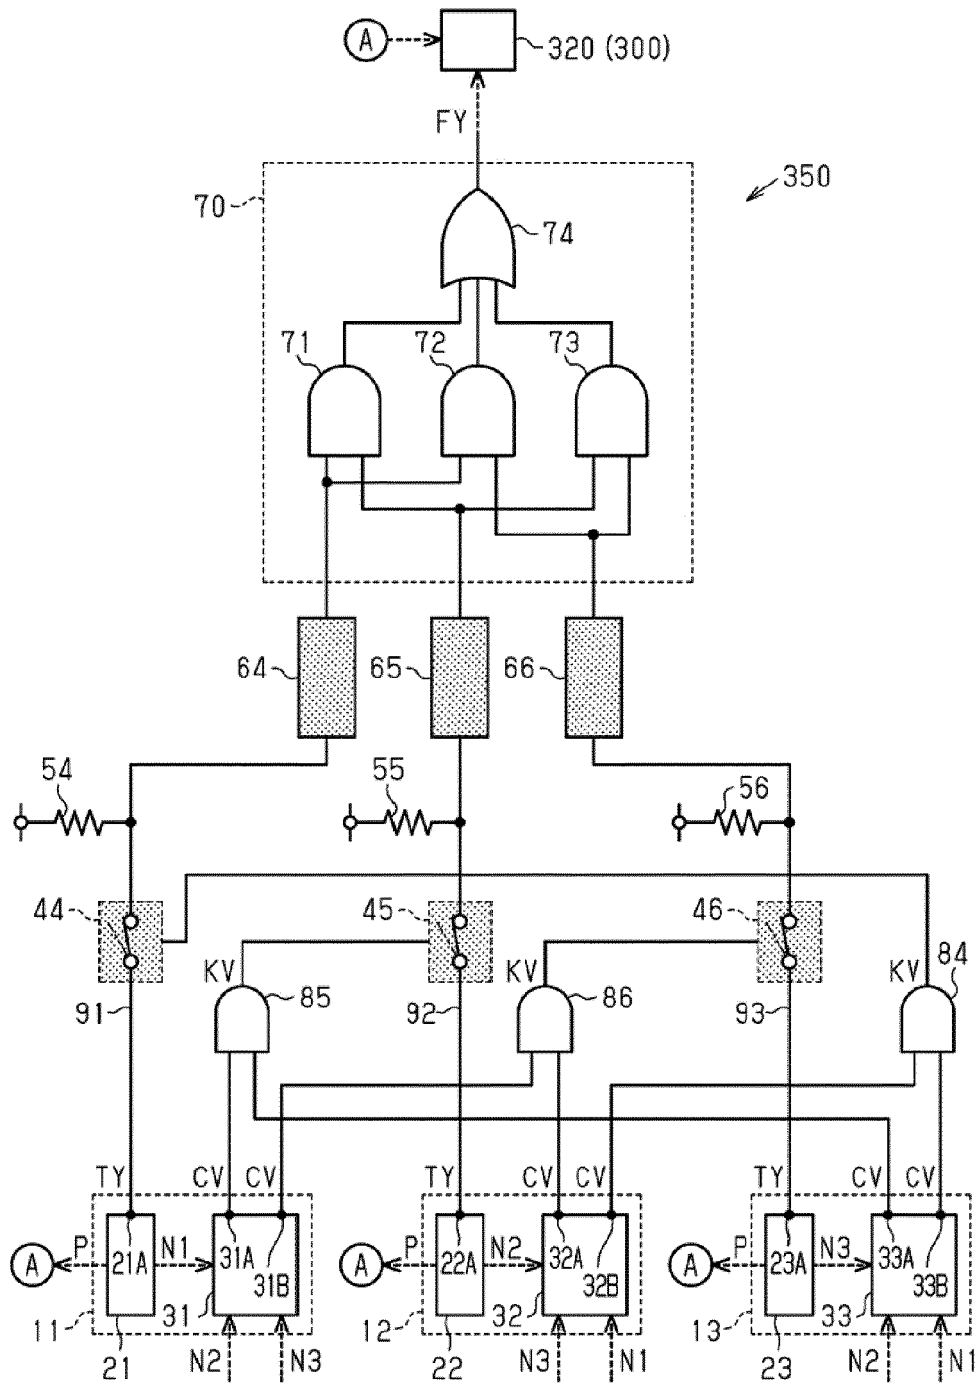 A
320 (300)
FY
350
70
74
71
72
73
64
65
66
54
55
56
44
45
46
84
KV
85
KV
86
KV
91
92
93
TY
CV
CV
TY
CV
CV
TY
CV
CV
A
P
21A
N1
31A
31B
A
P
22A
N2
32A
32B
A
P
23A
N3
33A
33B
11
31
12
32
13
33
21
N2
N3
22
N3
N1
23
N2
N1